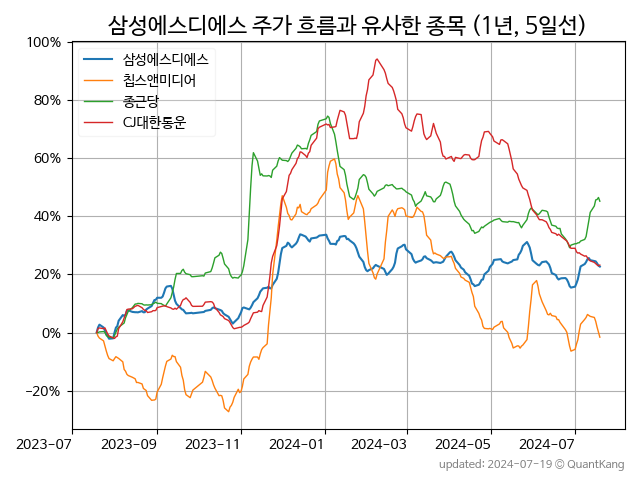 삼성에스디에스 주가 흐름과 유사한 종목 (1년, 5일선)
100%
80%
60%
40%
20%
0%
−20%
삼성에스디에스
칩스앤미디어
종근당
CJ대한통운
2023-07
2023-09
2023-11
2024-01
2024-03
2024-05
2024-07
updated: 2024-07-19 © QuantKang